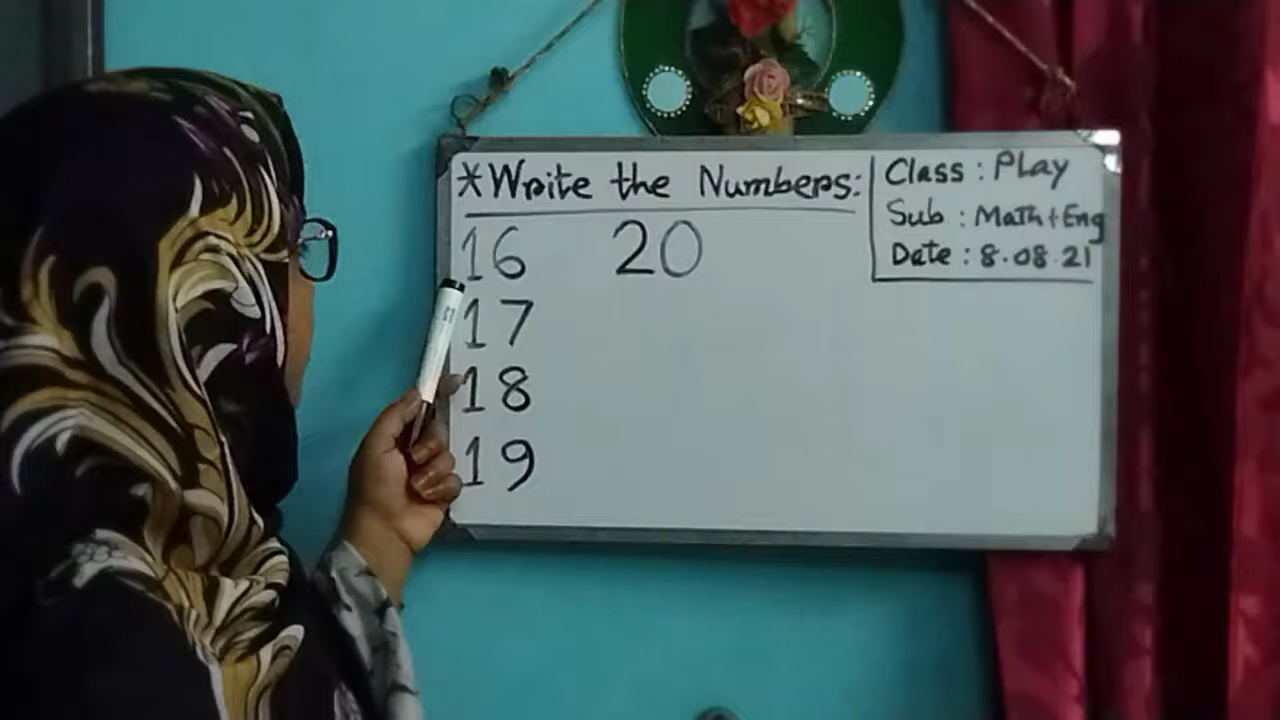 *Write the Numbers:
Class : Play
Sub : Math+Eng
Date : 8.08.21
16 20
17
18
19